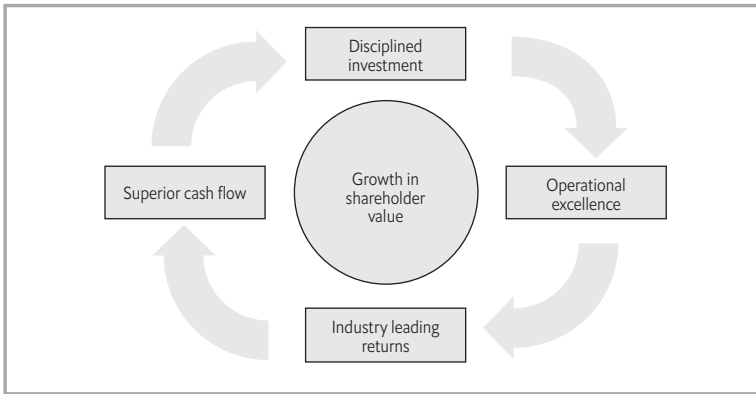 Disciplined
investment
Superior cash flow
Growth in
shareholder
value
Operational
excellence
Industry leading
returns